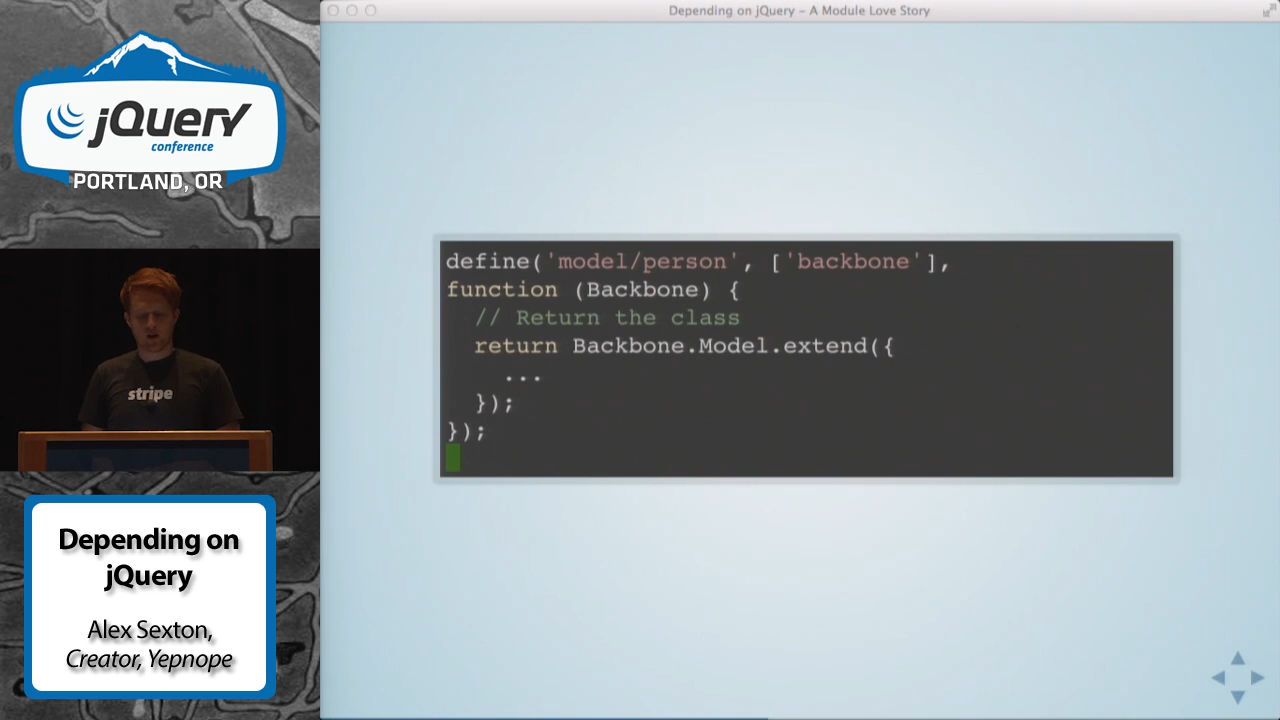 Depending on jQuery – A Module Love Story
jQuery
conference
PORTLAND, OR
define('model/person', ['backbone'],
function (Backbone) {
  // Return the class
  return Backbone.Model.extend({
    ...
  });
});
stripe
Depending on
jQuery
Alex Sexton,
Creator, Yepnope